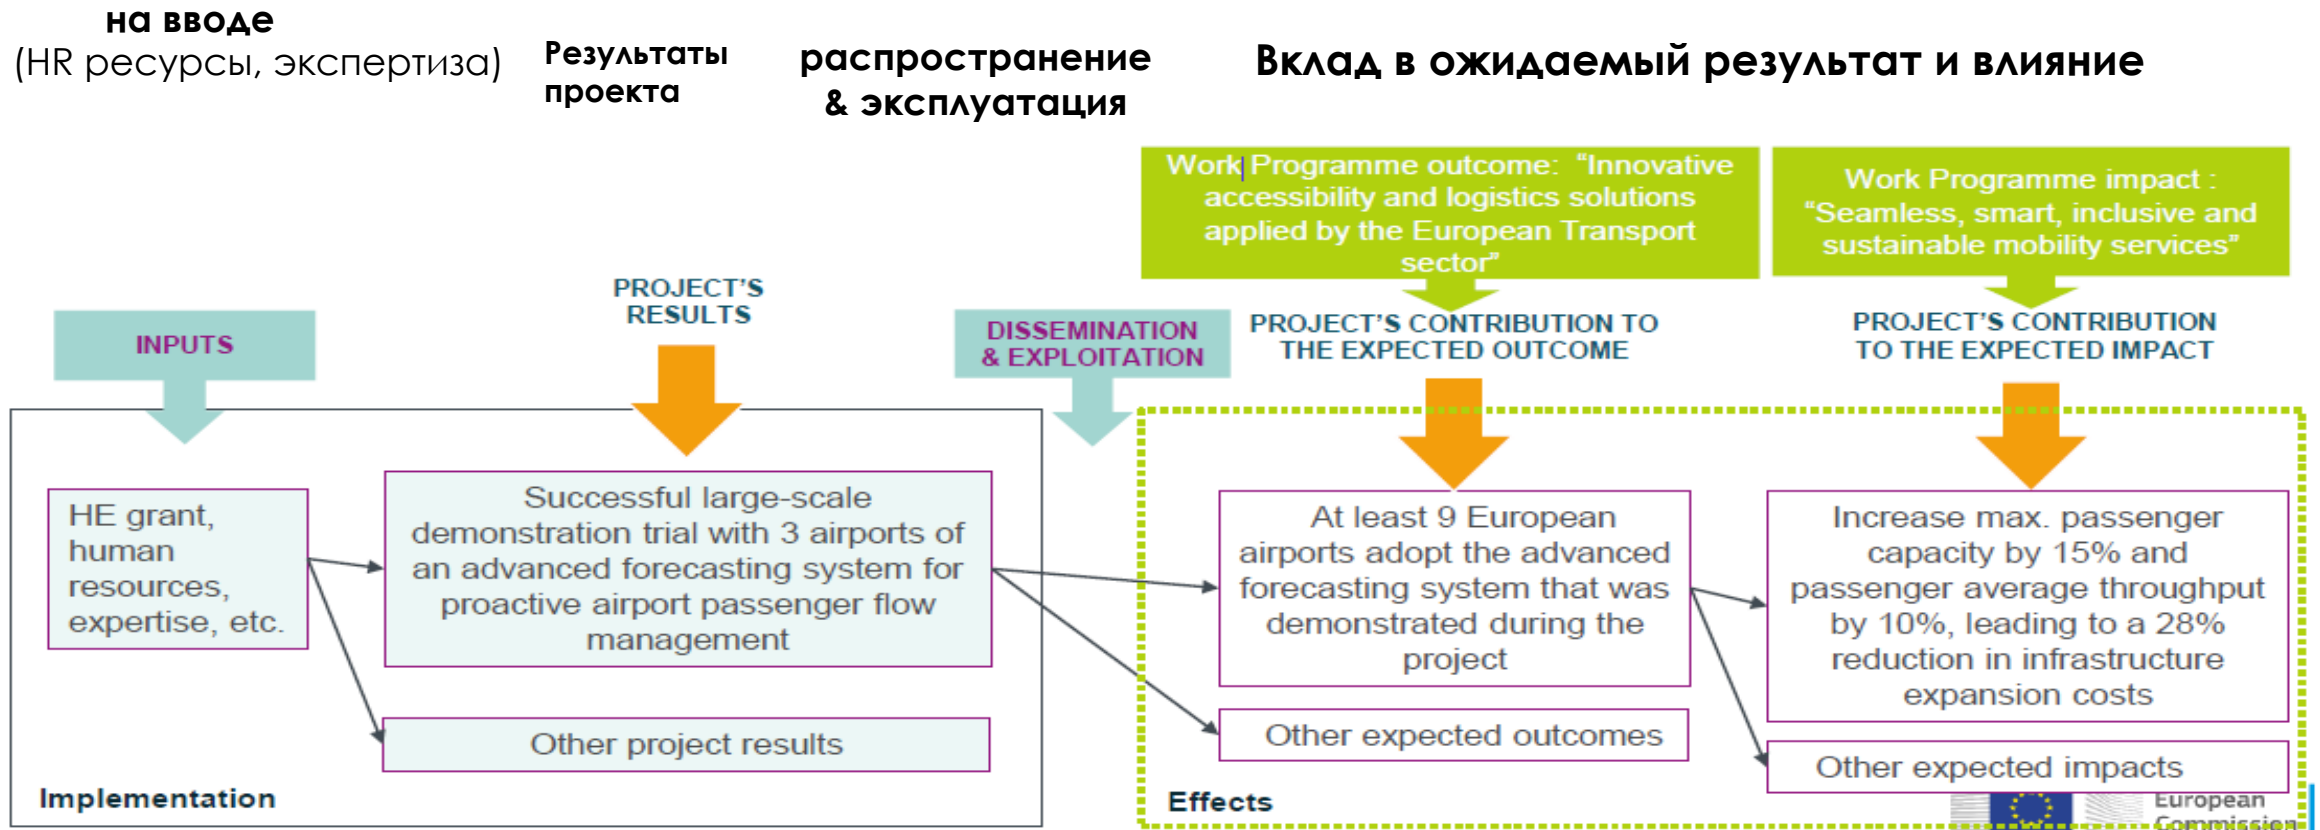 на вводе
(HR ресурсы, экспертиза)
Результаты
проекта
распространение
& эксплуатация
Вклад в ожидаемый результат и влияние
Work Programme outcome: “Innovative
accessibility and logistics solutions
applied by the European Transport
sector”
Work Programme impact :
“Seamless, smart, inclusive and
sustainable mobility services”
INPUTS
PROJECT’S
RESULTS
DISSEMINATION
& EXPLOITATION
PROJECT’S CONTRIBUTION TO
THE EXPECTED OUTCOME
PROJECT’S CONTRIBUTION
TO THE EXPECTED IMPACT
HE grant,
human
resources,
expertise, etc.
Successful large-scale
demonstration trial with 3 airports of
an advanced forecasting system for
proactive airport passenger flow
management
Other project results
Implementation
At least 9 European
airports adopt the advanced
forecasting system that was
demonstrated during the
project
Other expected outcomes
Increase max. passenger
capacity by 15% and
passenger average throughput
by 10%, leading to a 28%
reduction in infrastructure
expansion costs
Other expected impacts
Effects
European
Commission